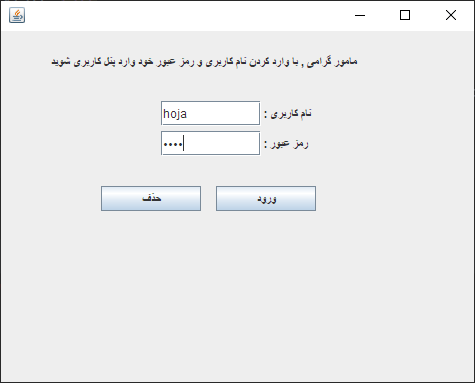 مامور گرامی , با وارد کردن نام کاربری و رمز عبور خود وارد پنل کاربری شوید
نام کاربری : hoja
رمز عبور : ••••
ورود حذف